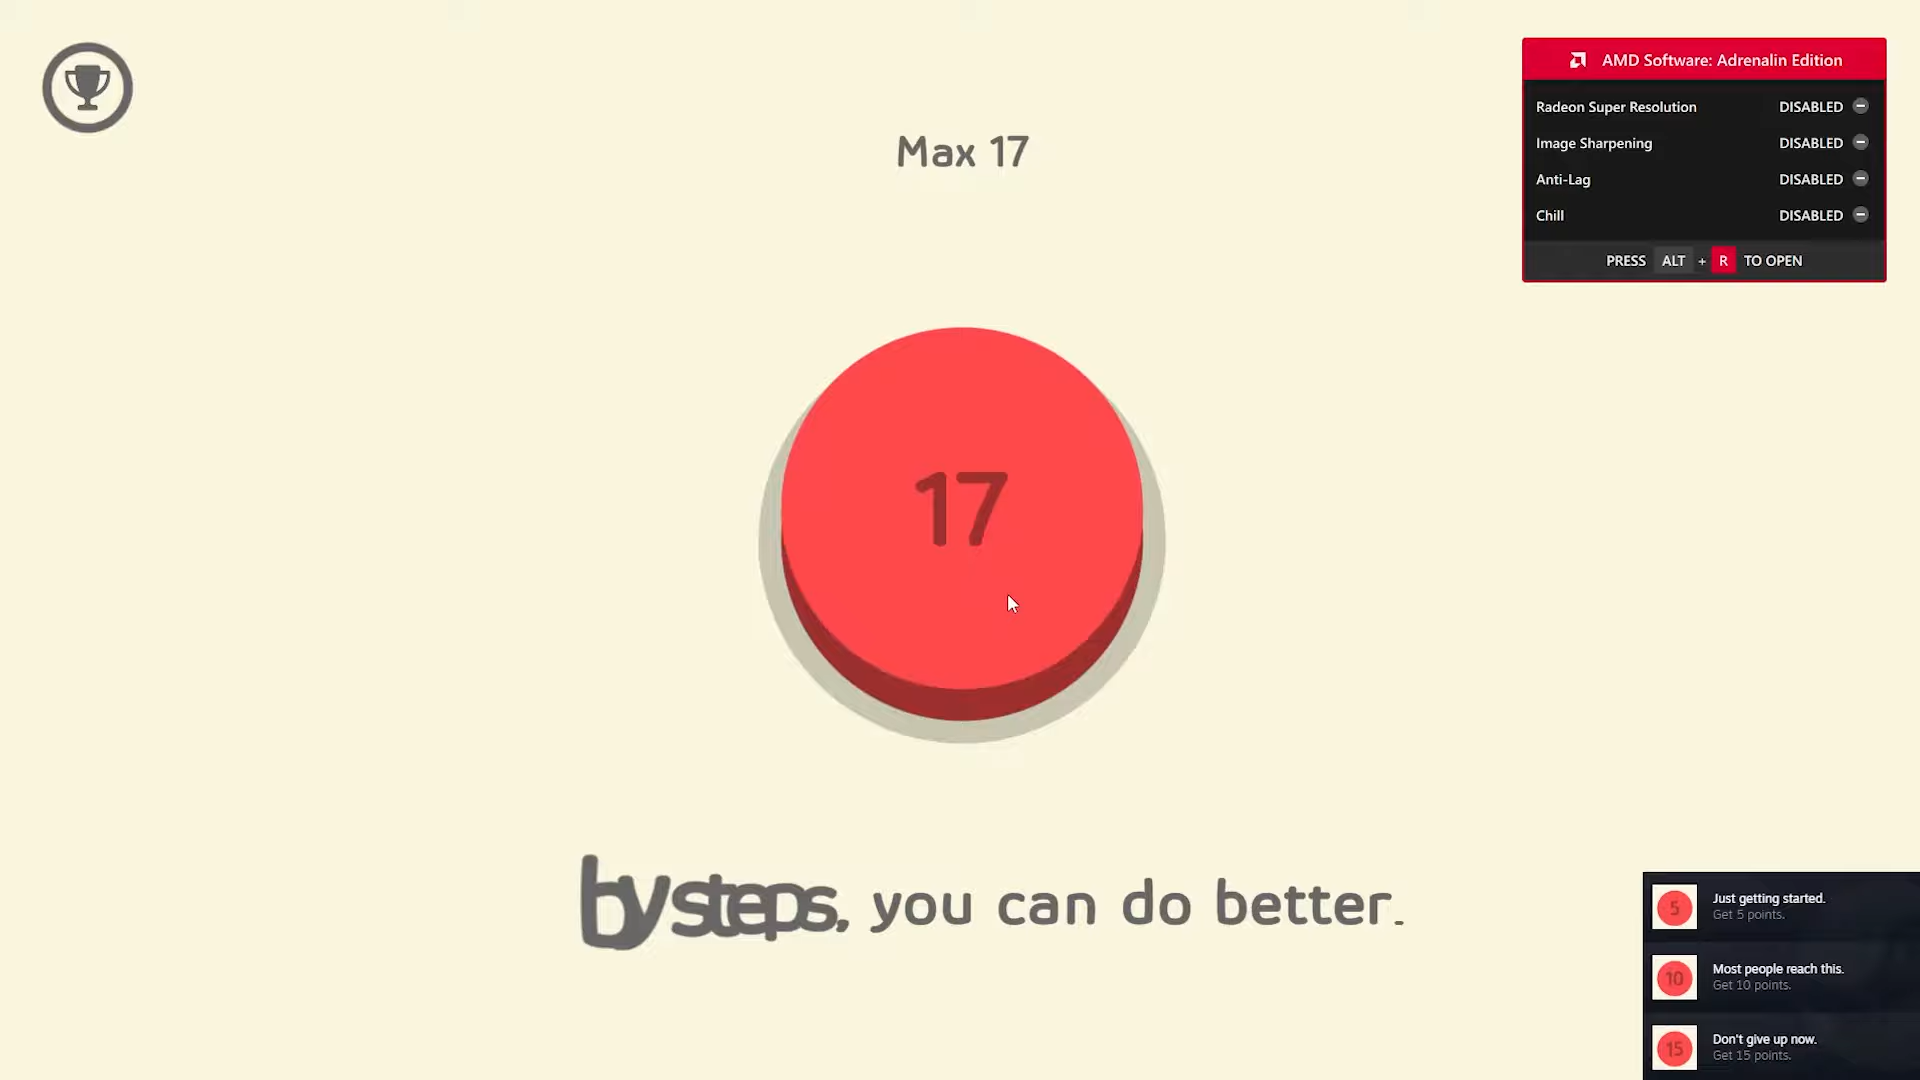 Max 17
AMD Software: Adrenalin Edition
Radeon Super Resolution DISABLED
Image Sharpening DISABLED
Anti-Lag DISABLED
Chill DISABLED
PRESS ALT + R TO OPEN
17
bysteps, you can do better.
5
Just getting started.
Get 5 points.
10
Most people reach this.
Get 10 points.
15
Don't give up now.
Get 15 points.